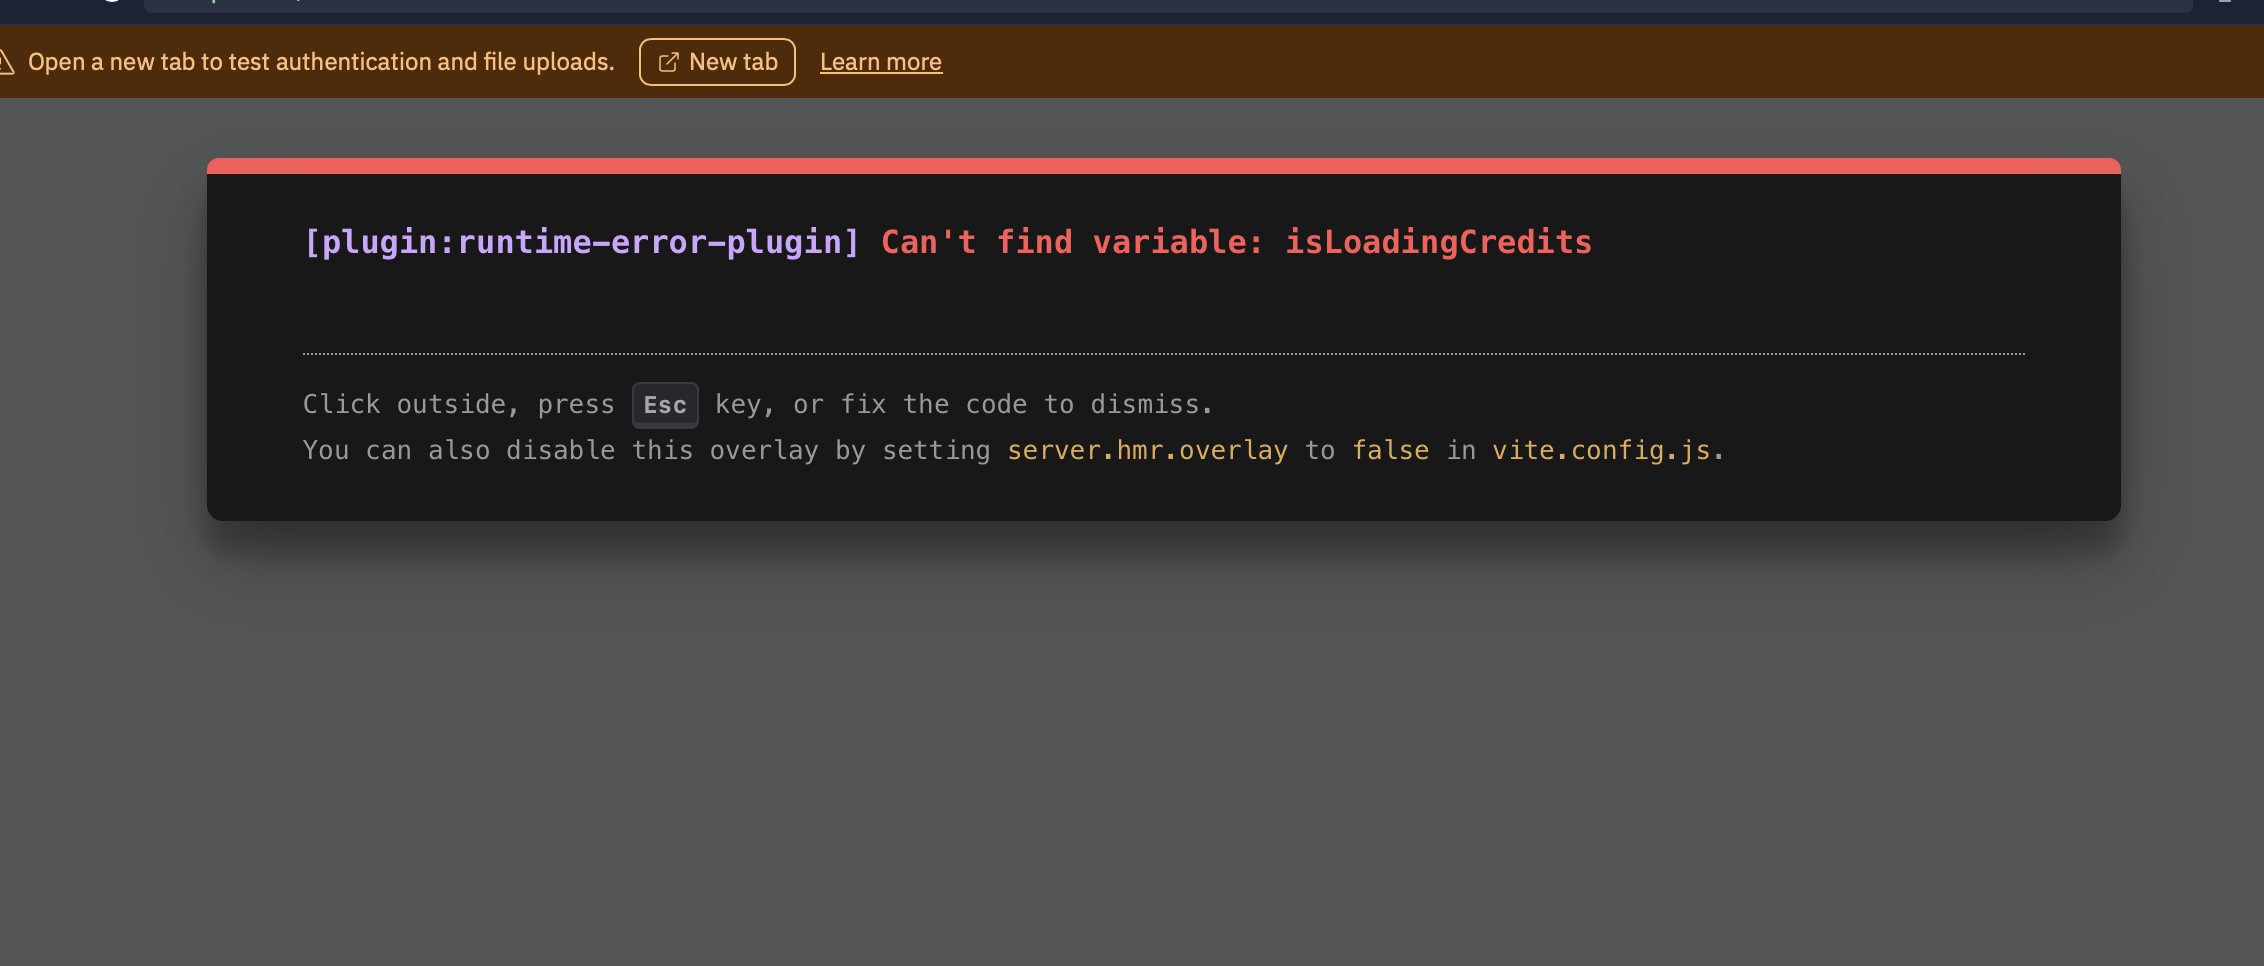 Open a new tab to test authentication and file uploads. New tab Learn more
[plugin:runtime-error-plugin] Can't find variable: isLoadingCredits
Click outside, press Esc key, or fix the code to dismiss.
You can also disable this overlay by setting server.hmr.overlay to false in vite.config.js.